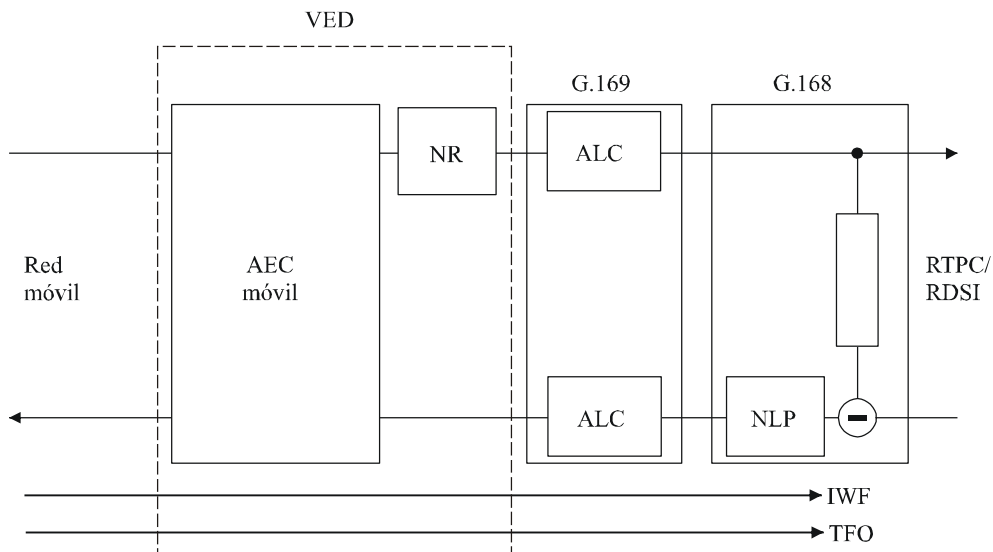 VED
G.169
G.168
NR
ALC
Red
móvil
AEC
móvil
RTPC/
RDSI
ALC
NLP
IWF
TFO